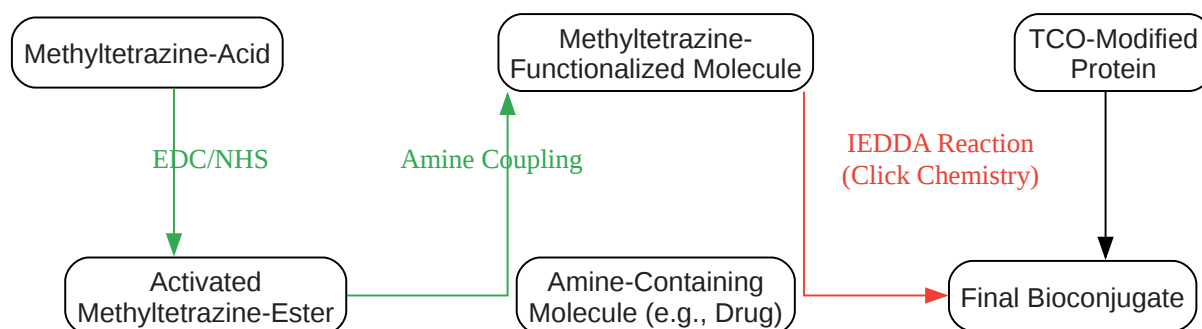 Methyltetrazine-Acid
Methyltetrazine-
Functionalized Molecule
TCO-Modified
Protein
EDC/NHS
Amine Coupling
IEDDA Reaction
(Click Chemistry)
Activated
Methyltetrazine-Ester
Amine-Containing
Molecule (e.g., Drug)
Final Bioconjugate